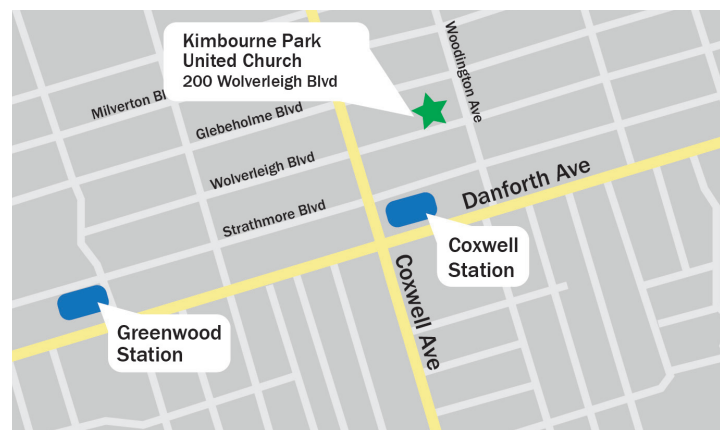 Kimbourne Park
United Church
200 Wolverleigh Blvd
Woodington Ave
Milverton Bl
Glebeholme Blvd
Wolverleigh Blvd
Strathmore Blvd
Danforth Ave
Coxwell
Station
Coxwell Ave
Greenwood
Station